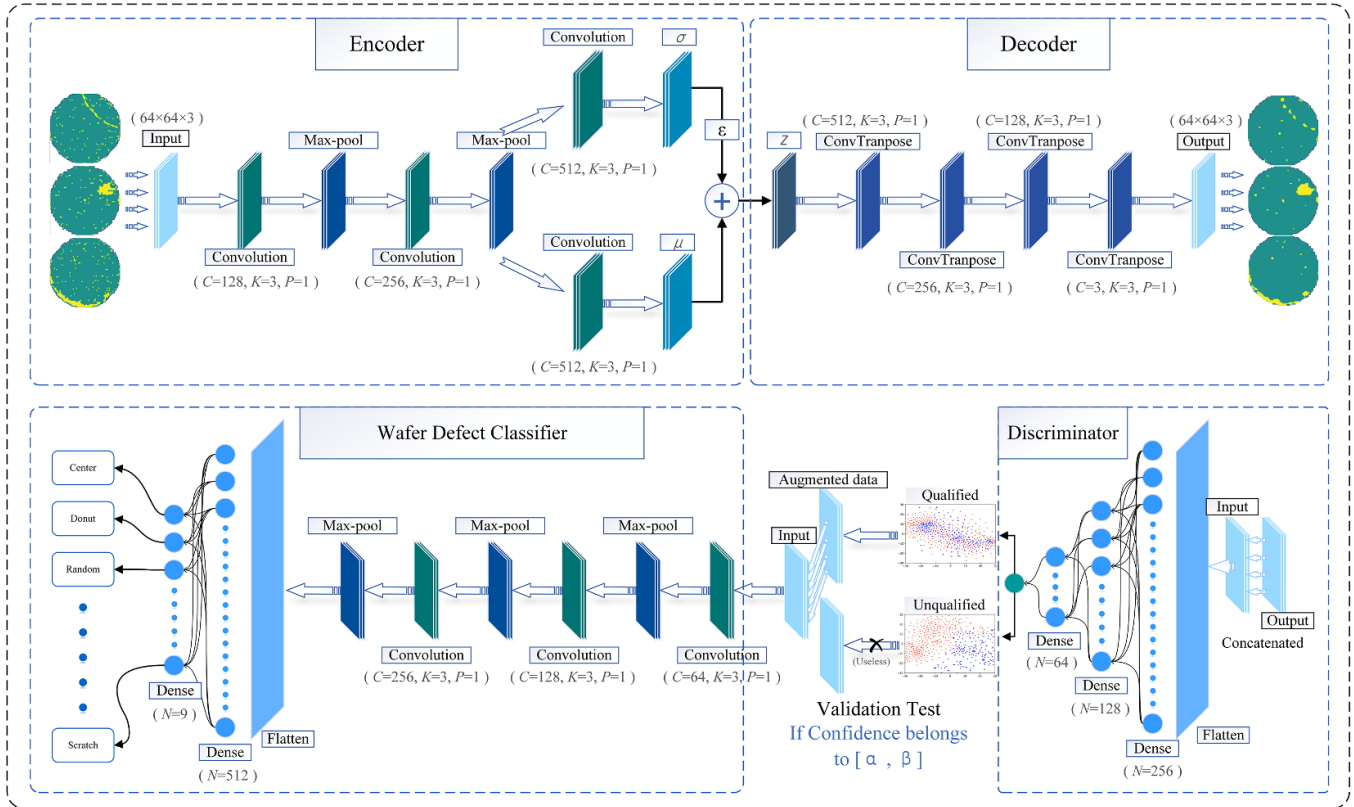 Encoder
( 64×64×3 )
Input
Convolution
( C=128, K=3, P=1 )
Max-pool
Convolution
( C=256, K=3, P=1 )
Max-pool
Convolution
( C=512, K=3, P=1 )
σ
ε
Convolution
( C=512, K=3, P=1 )
μ
+
Decoder
z
( C=512, K=3, P=1 )
ConvTranpose
ConvTranpose
( C=256, K=3, P=1 )
( C=128, K=3, P=1 )
ConvTranpose
ConvTranpose
( C=3, K=3, P=1 )
( 64×64×3 )
Output
Wafer Defect Classifier
Center
Donut
Random
Scratch
Dense
( N=9 )
Dense
( N=512 )
Flatten
Max-pool
Convolution
( C=256, K=3, P=1 )
Max-pool
Convolution
( C=128, K=3, P=1 )
Max-pool
Convolution
( C=64, K=3, P=1 )
Input
Augmented data
Qualified
Unqualified
(Useless)
Validation Test
If Confidence belongs
to [ α , β ]
Discriminator
Dense
( N=64 )
Dense
( N=128 )
Dense
( N=256 )
Flatten
Input
Output
Concatenated